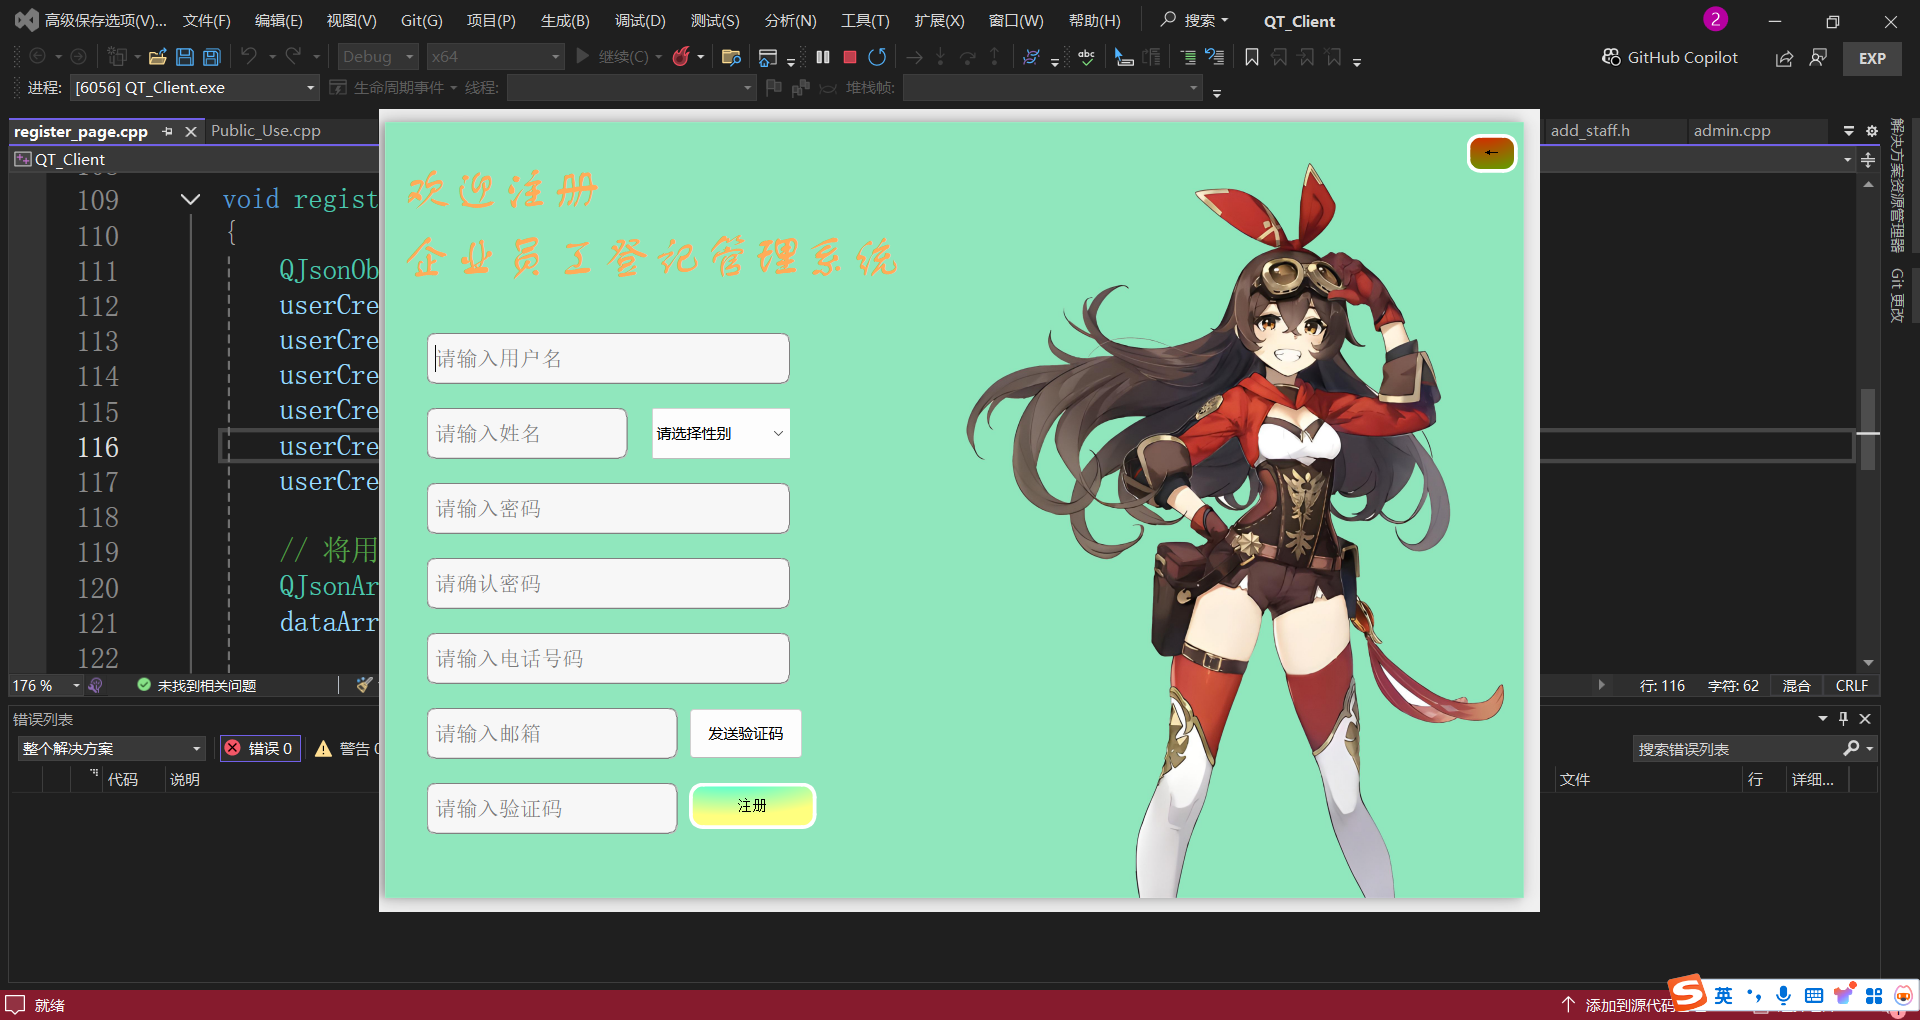 高级保存选项(V)... 文件(F) 编辑(E) 视图(V) Git(G) 项目(P) 生成(B) 调试(D) 测试(S) 分析(N) 工具(T) 扩展(X) 窗口(W) 帮助(H) 搜索 QT_Client 2
Debug x64 继续(C) abc GitHub Copilot EXP
进程: [6056] QT_Client.exe 生命周期事件 线程: 堆栈帧:
register_page.cpp Public_Use.cpp add_staff.h admin.cpp
QT_Client
109 void regist
110 {
111 QJsonOb
112 userCre
113 userCre
114 userCre
115 userCre
116 userCre
117 userCre
118
119 // 将用
120 QJsonAr
121 dataArr
122
欢迎注册
企业员工登记管理系统
←
请输入用户名
请输入姓名 请选择性别
请输入密码
请确认密码
请输入电话号码
请输入邮箱 发送验证码
请输入验证码 注册
解决方案资源管理器
Git 更改
176 % 未找到相关问题 行: 116 字符: 62 混合 CRLF
错误列表
整个解决方案 错误 0 警告 0 搜索错误列表
代码 说明 文件 行 详细...
就绪 添加到源代码
S 英